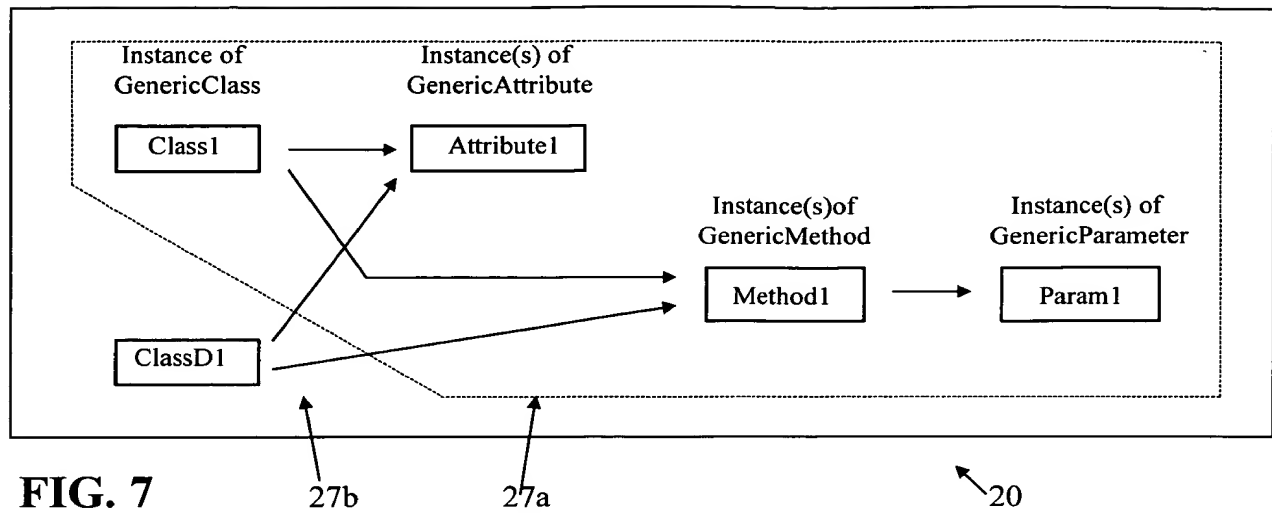 Instance of
GenericClass
Instance(s) of
GenericAttribute
Class1
Attribute1
Instance(s)of
GenericMethod
Instance(s) of
GenericParameter
Method1
Param1
ClassD1
FIG. 7
27b
27a
20